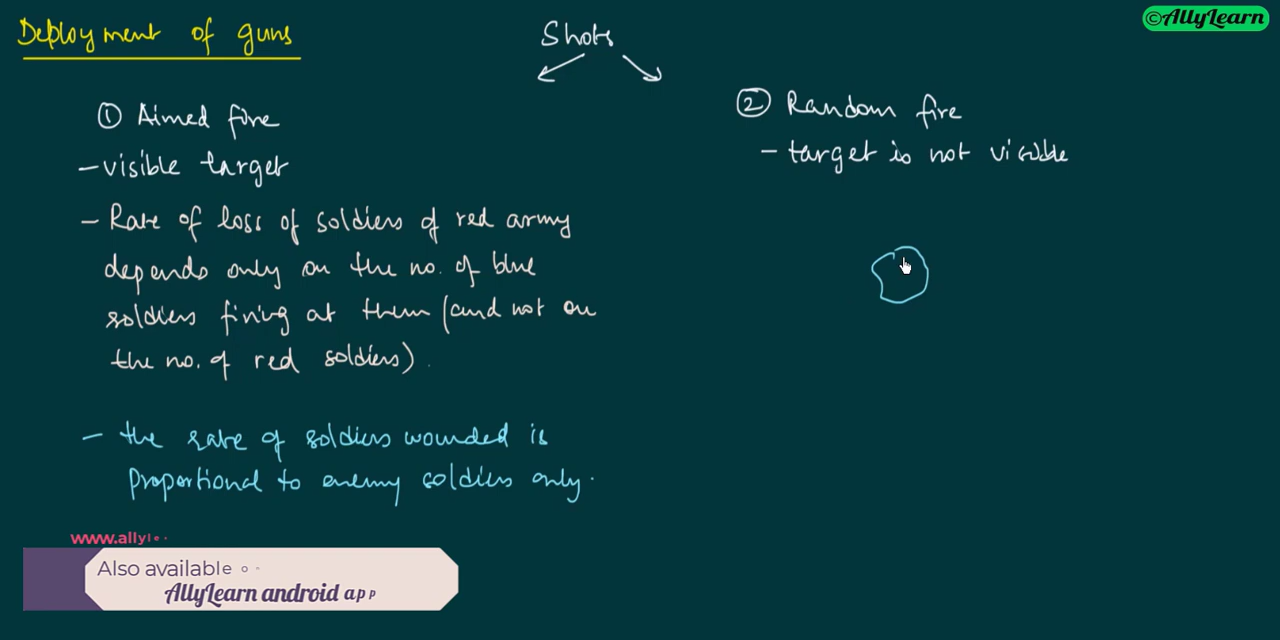 Deployment of guns
Shots
©AllyLearn
① Aimed fire
- visible target
- Rate of loss of soldiers of red army
depends only on the no. of blue
soldiers firing at them (and not on
the no. of red soldiers).
- the rate of soldiers wounded is
proportional to enemy soldiers only.
② Random fire
- target is not visible
www.allyl
Also available
AllyLearn android app